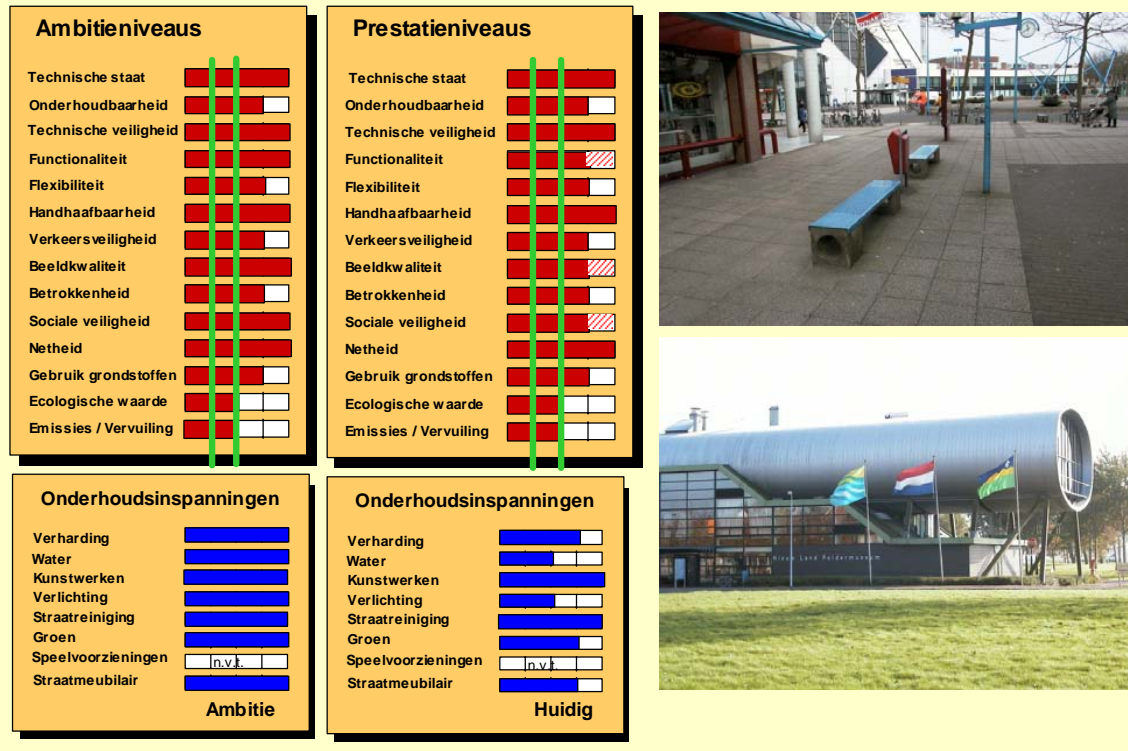 Ambitieniveaus
Technische staat
Onderhoudbaarheid
Technische veiligheid
Functionaliteit
Flexibiliteit
Handhaafbaarheid
Verkeersveiligheid
Beeldkwaliteit
Betrokkenheid
Sociale veiligheid
Netheid
Gebruik grondstoffen
Ecologische waarde
Emissies / Vervuiling
Prestatieniveaus
Technische staat
Onderhoudbaarheid
Technische veiligheid
Functionaliteit
Flexibiliteit
Handhaafbaarheid
Verkeersveiligheid
Beeldkwaliteit
Betrokkenheid
Sociale veiligheid
Netheid
Gebruik grondstoffen
Ecologische waarde
Emissies / Vervuiling
Onderhoudsinspanningen
Verharding
Water
Kunstwerken
Verlichting
Straatreiniging
Groen
Speelvoorzieningen n.v.t.
Straatmeubilair
Ambitie
Onderhoudsinspanningen
Verharding
Water
Kunstwerken
Verlichting
Straatreiniging
Groen
Speelvoorzieningen n.v.t.
Straatmeubilair
Huidig
Nieuw Land Poldermuseum